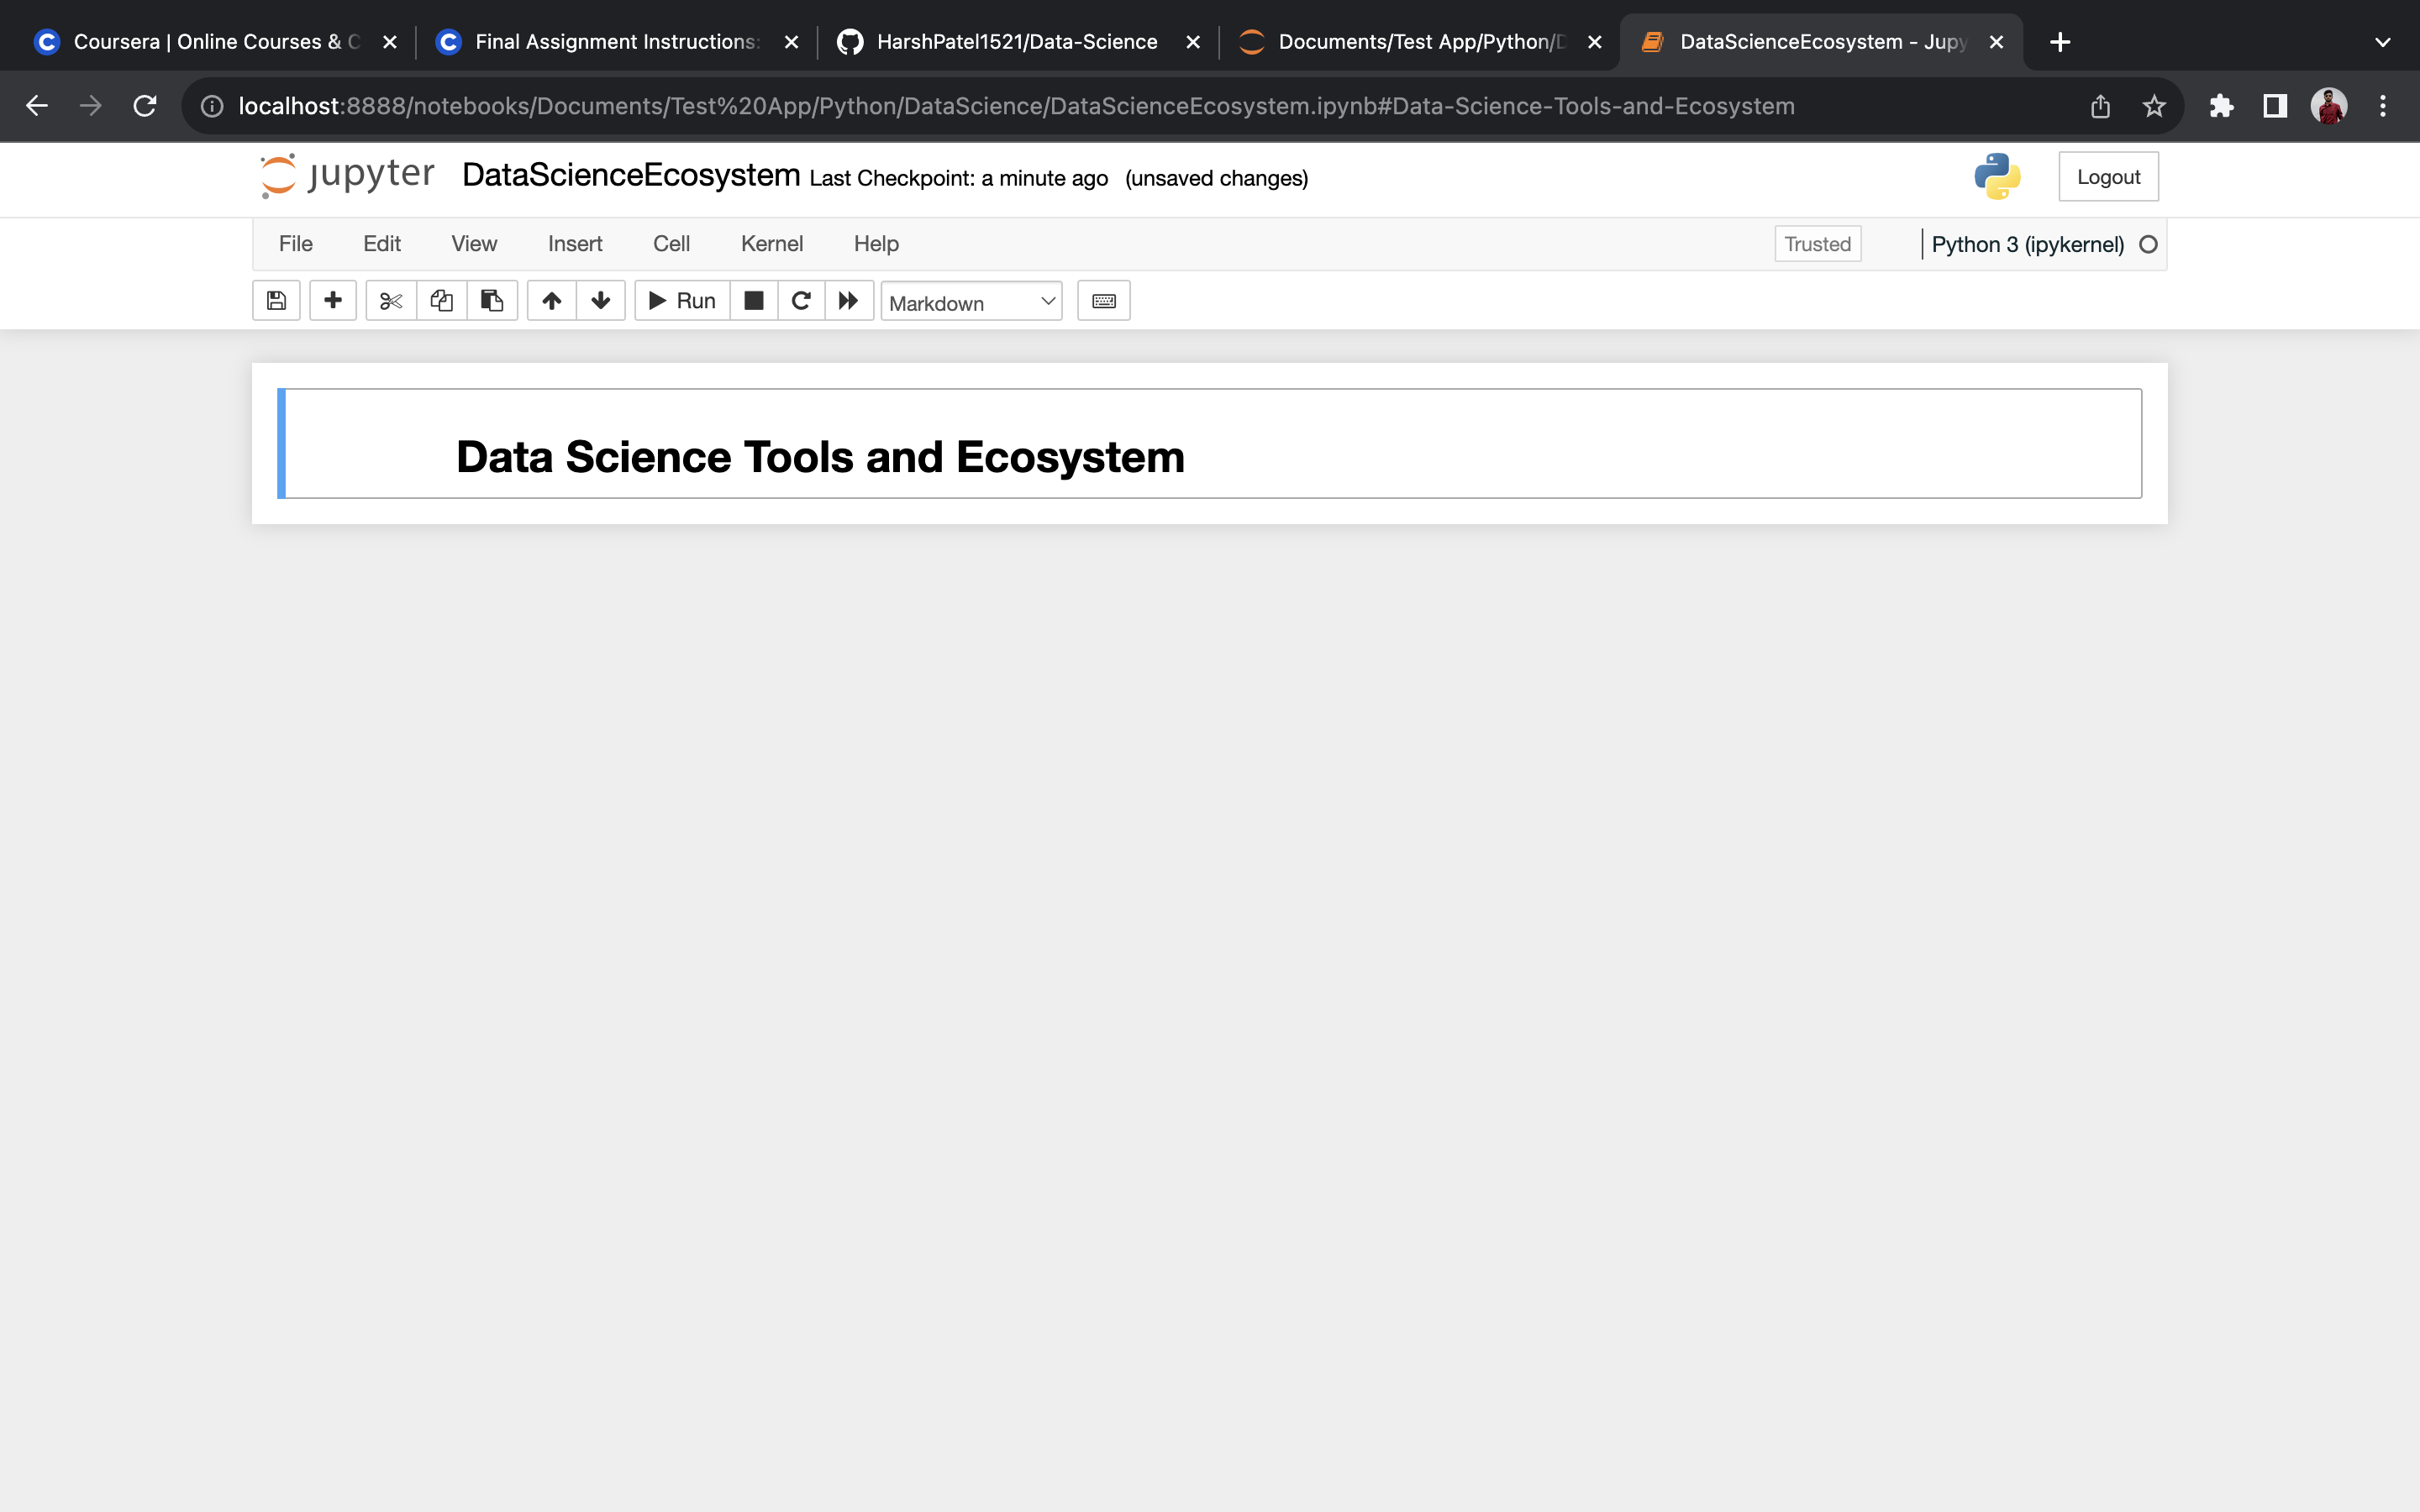 Coursera | Online Courses & C
Final Assignment Instructions:
HarshPatel1521/Data-Science
Documents/Test App/Python/D
DataScienceEcosystem - Jupy
localhost:8888/notebooks/Documents/Test%20App/Python/DataScience/DataScienceEcosystem.ipynb#Data-Science-Tools-and-Ecosystem
jupyter DataScienceEcosystem Last Checkpoint: a minute ago (unsaved changes)
Logout
File Edit View Insert Cell Kernel Help
Trusted
Python 3 (ipykernel)
Run
Markdown
Data Science Tools and Ecosystem